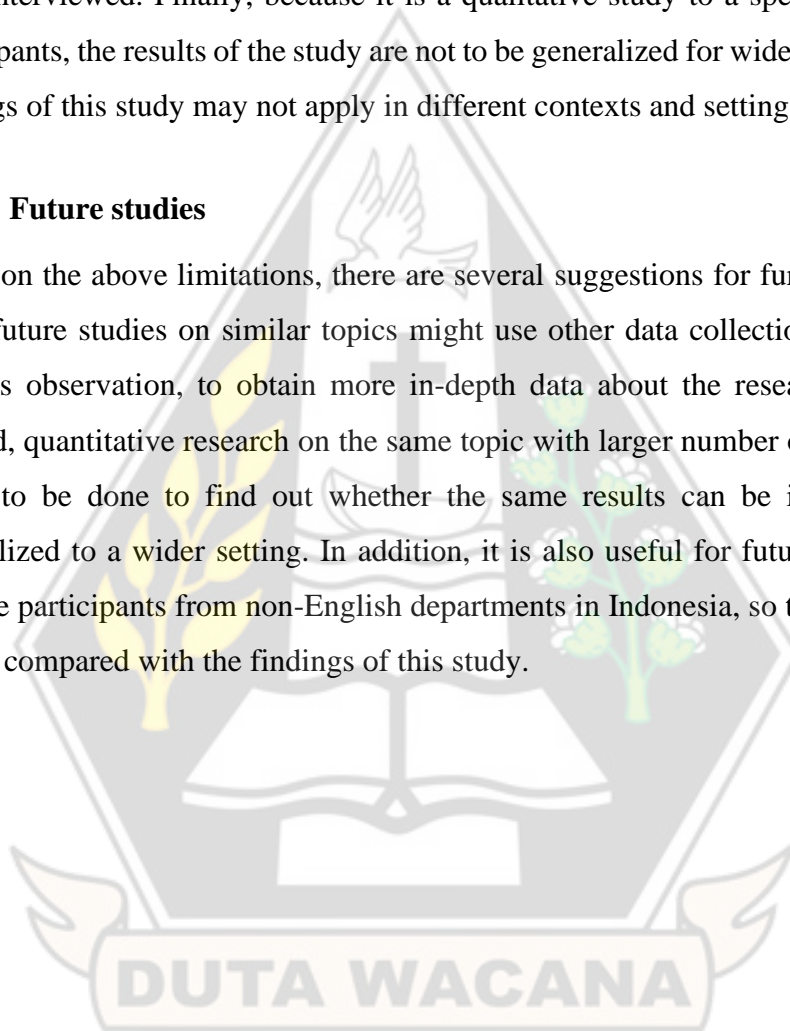 nterviewed. Finally, because it is a qualitative study to a spe
pants, the results of the study are not to be generalized for wide
gs of this study may not apply in different contexts and setting
Future studies
on the above limitations, there are several suggestions for fur
future studies on similar topics might use other data collectio
s observation, to obtain more in-depth data about the resea
d, quantitative research on the same topic with larger number
to be done to find out whether the same results can be i
lized to a wider setting. In addition, it is also useful for futu
e participants from non-English departments in Indonesia, so t
compared with the findings of this study.
DUTA WACANA